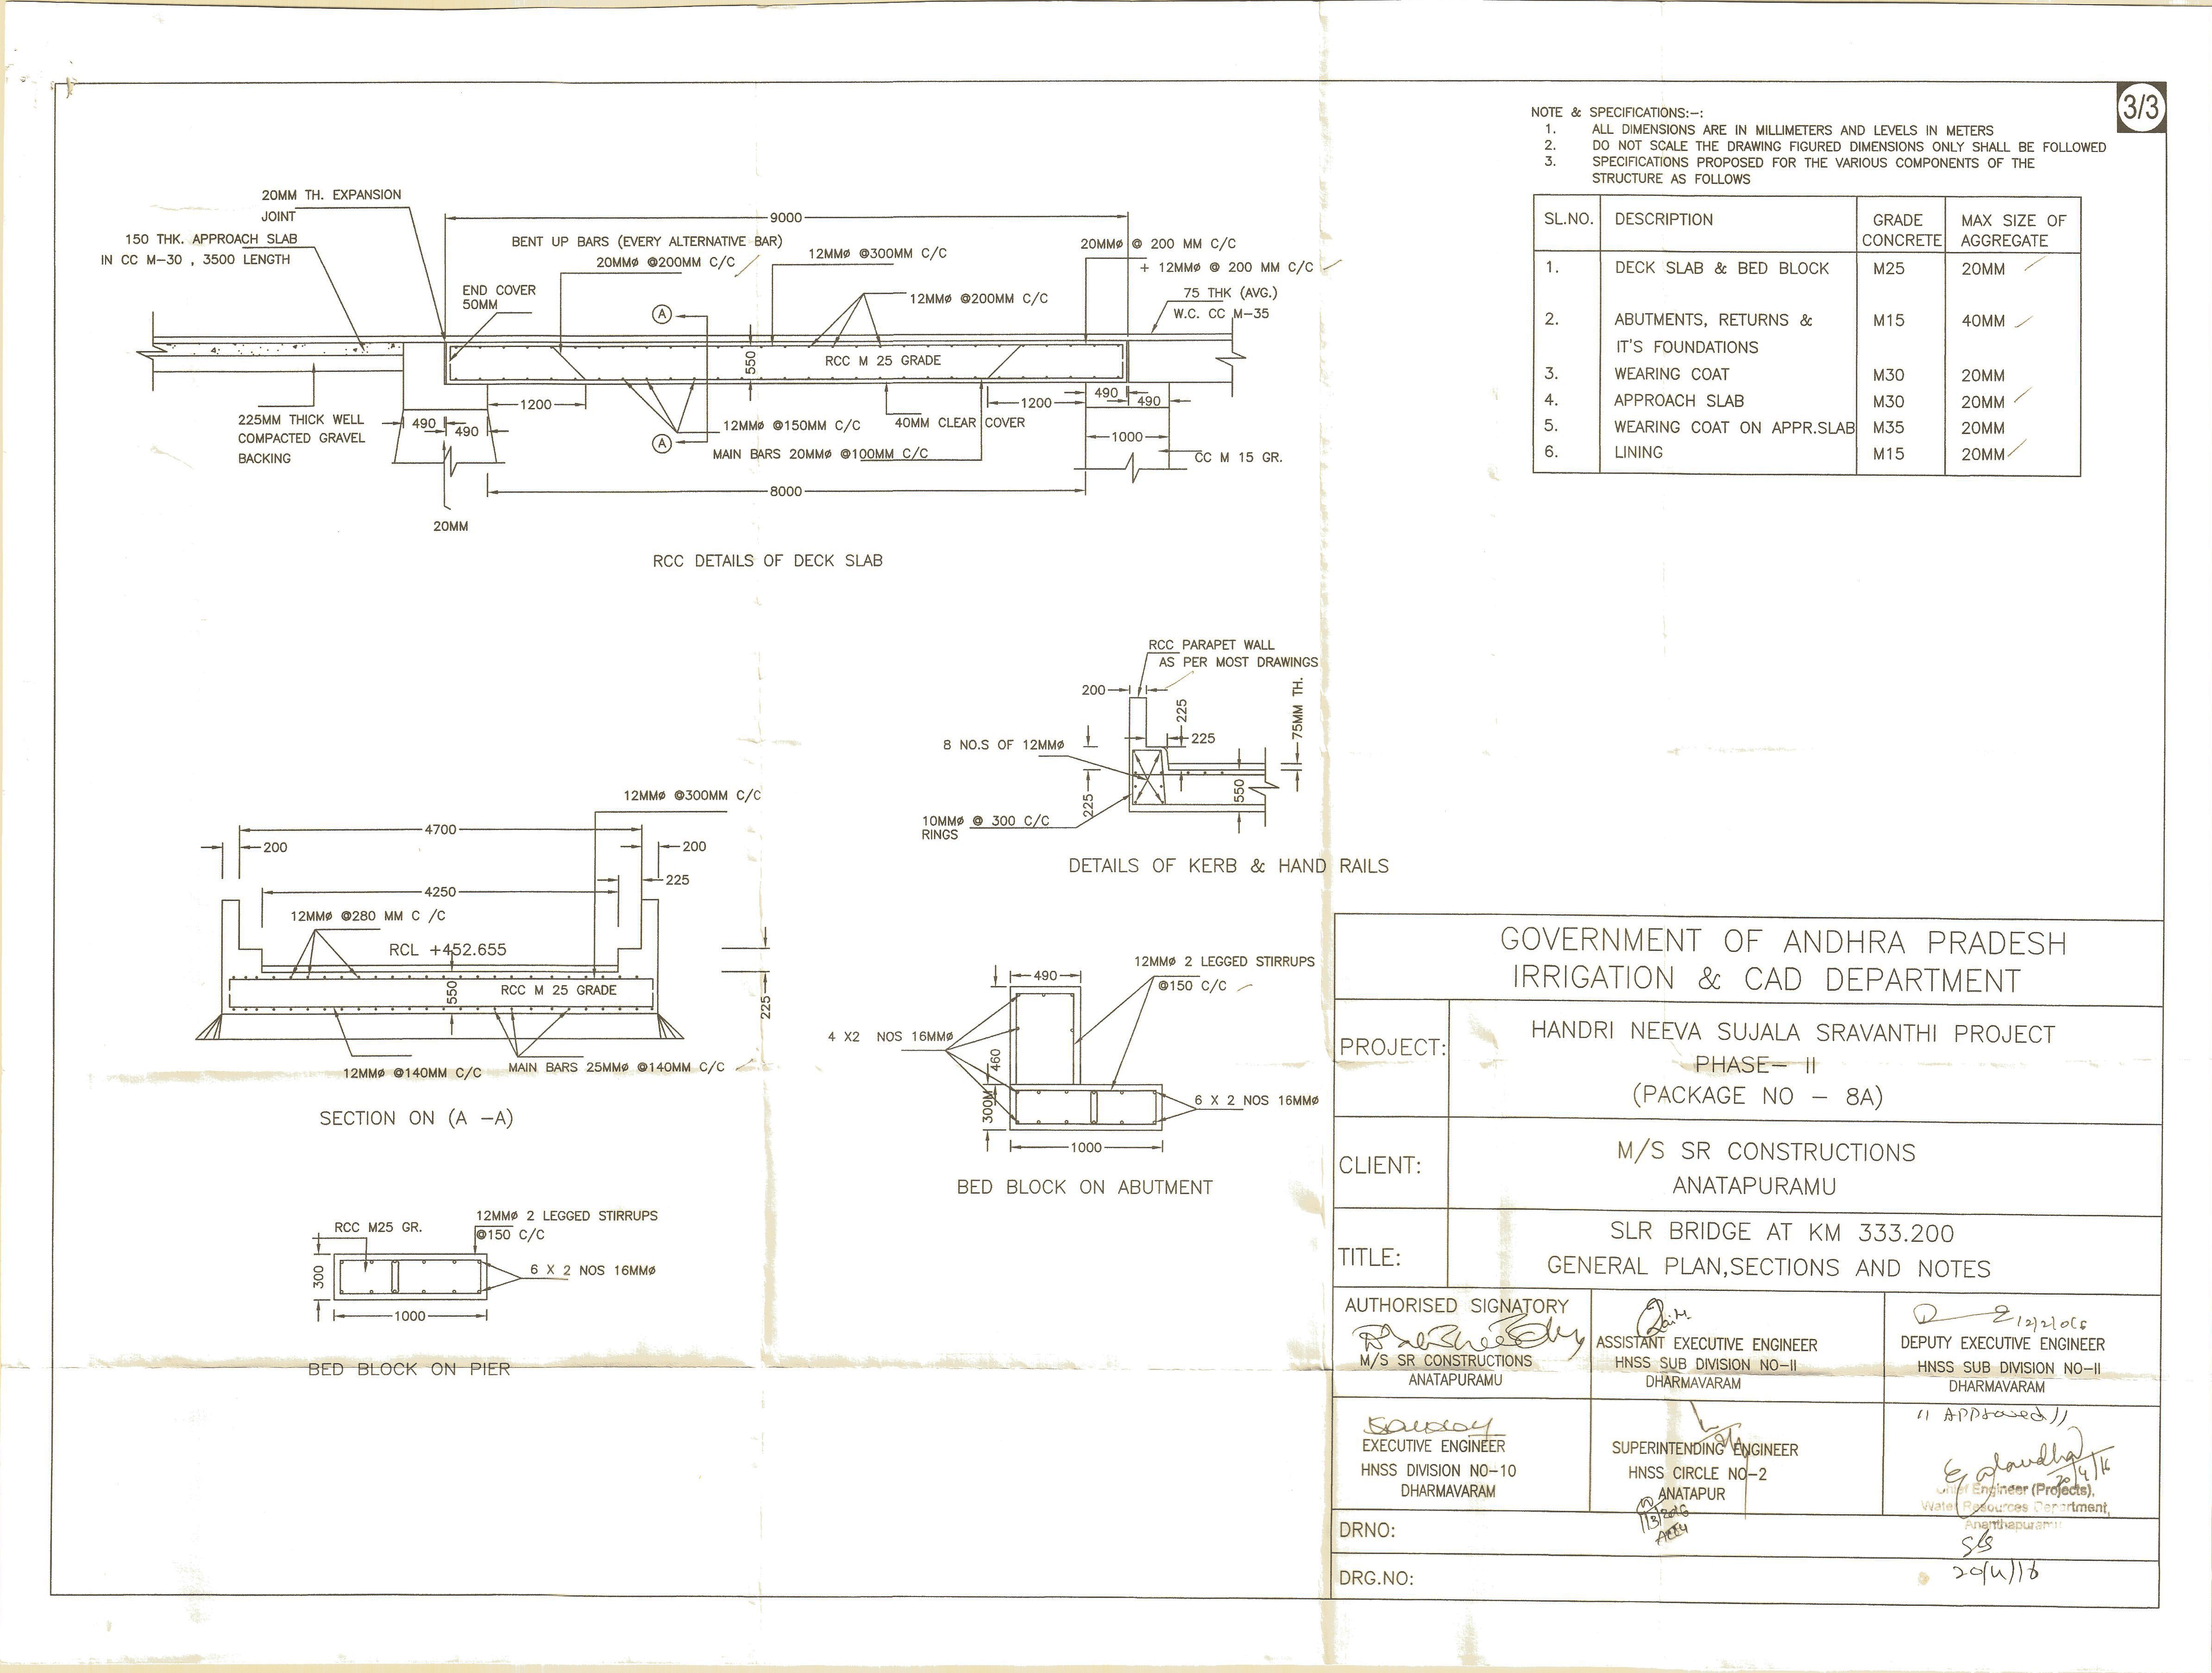 3/3
NOTE & SPECIFICATIONS:-:
1. ALL DIMENSIONS ARE IN MILLIMETERS AND LEVELS IN METERS
2. DO NOT SCALE THE DRAWING FIGURED DIMENSIONS ONLY SHALL BE FOLLOWED
3. SPECIFICATIONS PROPOSED FOR THE VARIOUS COMPONENTS OF THE
STRUCTURE AS FOLLOWS
SL.NO. DESCRIPTION GRADE CONCRETE MAX SIZE OF AGGREGATE
1. DECK SLAB & BED BLOCK M25 20MM
2. ABUTMENTS, RETURNS & M15 40MM
IT'S FOUNDATIONS
3. WEARING COAT M30 20MM
4. APPROACH SLAB M30 20MM
5. WEARING COAT ON APPR.SLAB M35 20MM
6. LINING M15 20MM
20MM TH. EXPANSION
JOINT
150 THK. APPROACH SLAB
IN CC M-30 , 3500 LENGTH
9000
BENT UP BARS (EVERY ALTERNATIVE BAR)
20MMø @200MM C/C
12MMø @300MM C/C
20MMø @ 200 MM C/C
+ 12MMø @ 200 MM C/C
END COVER
50MM
A
12MMø @200MM C/C
75 THK (AVG.)
W.C. CC M-35
550
RCC M 25 GRADE
225MM THICK WELL
COMPACTED GRAVEL
BACKING
490
490
1200
12MMø @150MM C/C
40MM CLEAR COVER
1200
490
490
A
MAIN BARS 20MMø @100MM C/C
1000
CC M 15 GR.
8000
20MM
RCC DETAILS OF DECK SLAB
RCC PARAPET WALL
AS PER MOST DRAWINGS
200
225
225
75MM TH.
8 NO.S OF 12MMø
225
550
10MMø @ 300 C/C
RINGS
DETAILS OF KERB & HAND RAILS
12MMø @300MM C/C
4700
200
200
225
4250
12MMø @280 MM C /C
RCL +452.655
550
RCC M 25 GRADE
225
12MMø @140MM C/C
MAIN BARS 25MMø @140MM C/C
SECTION ON (A -A)
12MMø 2 LEGGED STIRRUPS
@150 C/C
490
4 X2 NOS 16MMø
460
300M
6 X 2 NOS 16MMø
1000
BED BLOCK ON ABUTMENT
RCC M25 GR.
12MMø 2 LEGGED STIRRUPS
@150 C/C
300
6 X 2 NOS 16MMø
1000
BED BLOCK ON PIER
GOVERNMENT OF ANDHRA PRADESH
IRRIGATION & CAD DEPARTMENT
PROJECT:
HANDRI NEEVA SUJALA SRAVANTHI PROJECT
PHASE- II
(PACKAGE NO - 8A)
CLIENT:
M/S SR CONSTRUCTIONS
ANATAPURAMU
TITLE:
SLR BRIDGE AT KM 333.200
GENERAL PLAN,SECTIONS AND NOTES
AUTHORISED SIGNATORY
M/S SR CONSTRUCTIONS
ANATAPURAMU
ASSISTANT EXECUTIVE ENGINEER
HNSS SUB DIVISION NO-II
DHARMAVARAM
DEPUTY EXECUTIVE ENGINEER
HNSS SUB DIVISION NO-II
DHARMAVARAM
EXECUTIVE ENGINEER
HNSS DIVISION NO-10
DHARMAVARAM
SUPERINTENDING ENGINEER
HNSS CIRCLE NO-2
ANATAPUR
// Approved //
20/4/16
Chief Engineer (Projects),
Water Resources Department,
Ananthapuramu
DRNO:
DRG.NO: